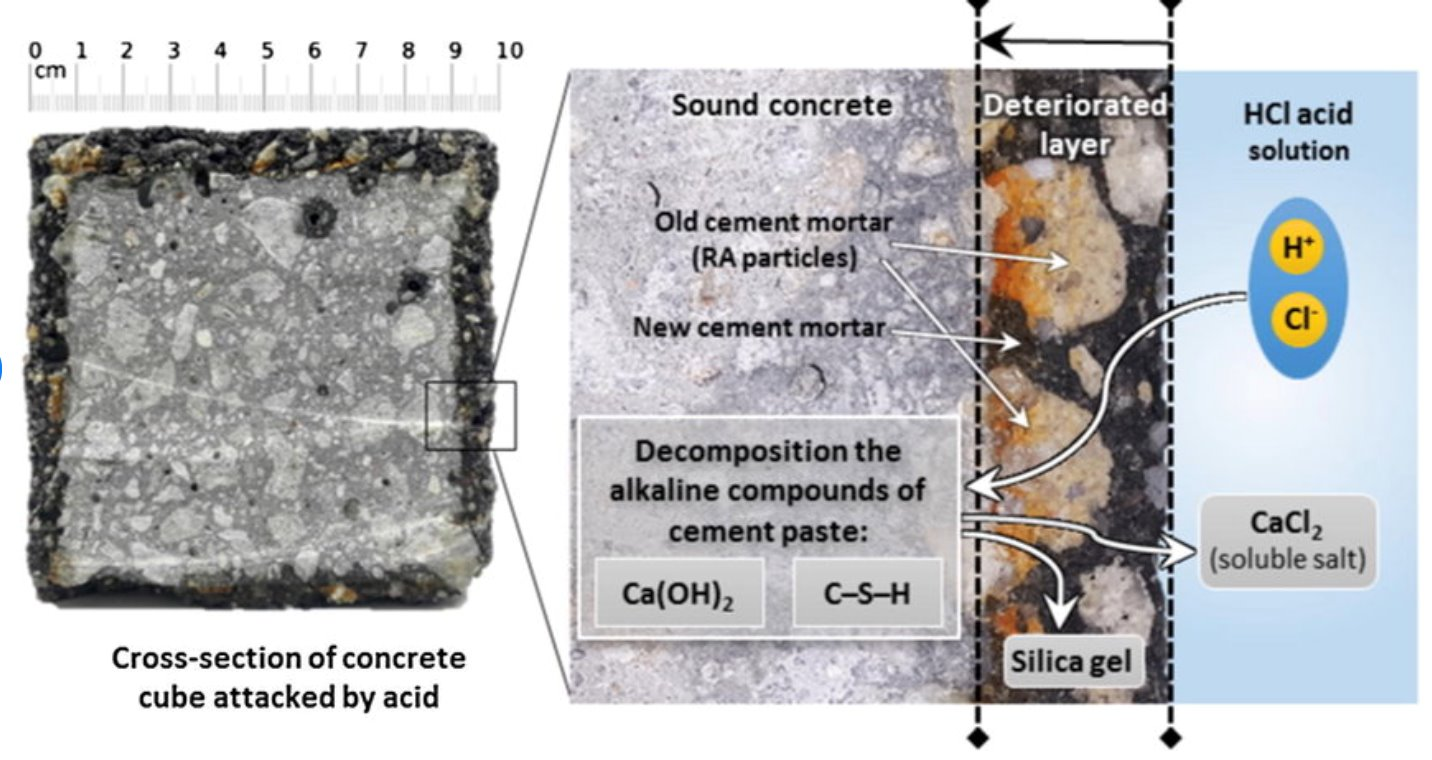 0 1 2 3 4 5 6 7 8 9 10
cm
Cross-section of concrete
cube attacked by acid
Sound concrete
Deteriorated
layer
HCl acid
solution
Old cement mortar
(RA particles)
New cement mortar
H⁺
Cl⁻
Decomposition the
alkaline compounds of
cement paste:
Ca(OH)₂
C–S–H
CaCl₂
(soluble salt)
Silica gel